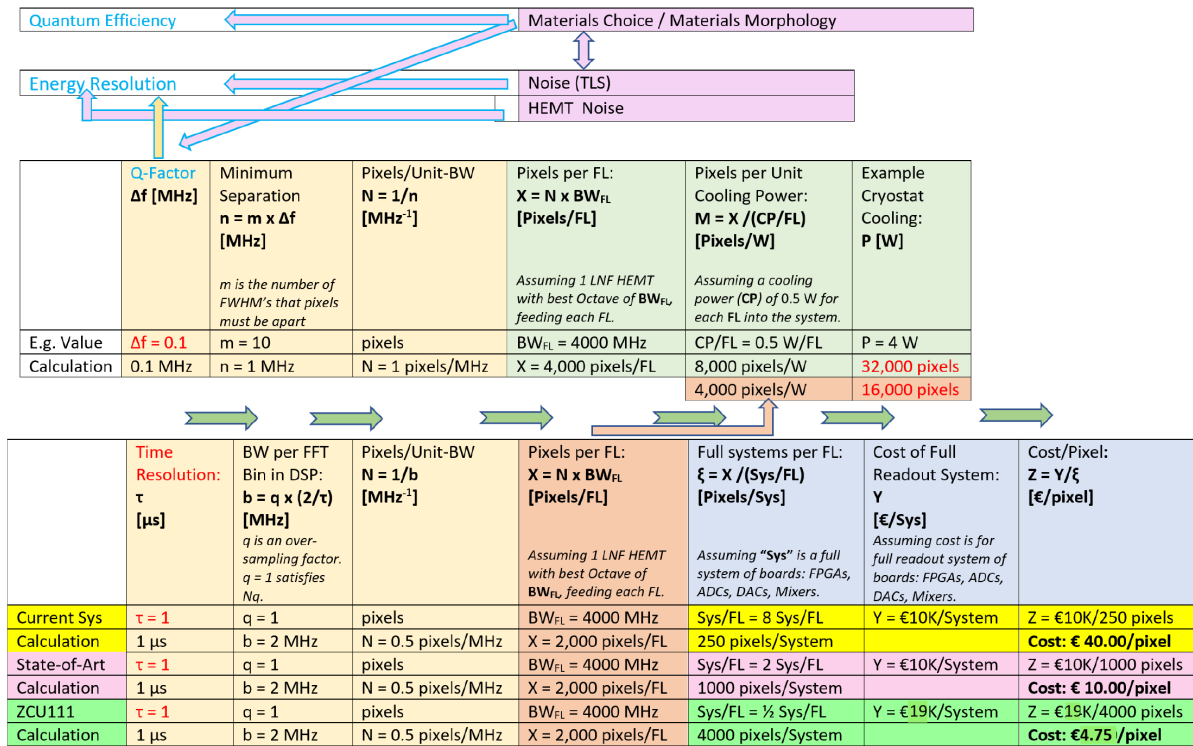 Quantum Efficiency
Materials Choice / Materials Morphology
Energy Resolution
Noise (TLS)
HEMT Noise
Q-Factor
Δf [MHz]
Minimum
Separation
n = m x Δf
[MHz]
m is the number of
FWHM's that pixels
must be apart
Pixels/Unit-BW
N = 1/n
[MHz⁻¹]
Pixels per FL:
X = N x BW_FL
[Pixels/FL]
Assuming 1 LNF HEMT
with best Octave of BW_FL,
feeding each FL.
Pixels per Unit
Cooling Power:
M = X /(CP/FL)
[Pixels/W]
Assuming a cooling
power (CP) of 0.5 W for
each FL into the system.
Example
Cryostat
Cooling:
P [W]
E.g. Value Δf = 0.1 m = 10 pixels BW_FL = 4000 MHz CP/FL = 0.5 W/FL P = 4 W
Calculation 0.1 MHz n = 1 MHz N = 1 pixels/MHz X = 4,000 pixels/FL 8,000 pixels/W 32,000 pixels
4,000 pixels/W 16,000 pixels
Time
Resolution:
τ
[µs]
BW per FFT
Bin in DSP:
b = q x (2/τ)
[MHz]
q is an over-
sampling factor.
q = 1 satisfies
Nq.
Pixels/Unit-BW
N = 1/b
[MHz⁻¹]
Pixels per FL:
X = N x BW_FL
[Pixels/FL]
Assuming 1 LNF HEMT
with best Octave of
BW_FL, feeding each FL.
Full systems per FL:
ξ = X /(Sys/FL)
[Pixels/Sys]
Assuming "Sys" is a full
system of boards: FPGAs,
ADCs, DACs, Mixers.
Cost of Full
Readout System:
Y
[€/Sys]
Assuming cost is for
full readout system of
boards: FPGAs, ADCs,
DACs, Mixers.
Cost/Pixel:
Z = Y/ξ
[€/pixel]
Current Sys τ = 1 q = 1 pixels BW_FL = 4000 MHz Sys/FL = 8 Sys/FL Y = €10K/System Z = €10K/250 pixels
Calculation 1 µs b = 2 MHz N = 0.5 pixels/MHz X = 2,000 pixels/FL 250 pixels/System Cost: € 40.00/pixel
State-of-Art τ = 1 q = 1 pixels BW_FL = 4000 MHz Sys/FL = 2 Sys/FL Y = €10K/System Z = €10K/1000 pixels
Calculation 1 µs b = 2 MHz N = 0.5 pixels/MHz X = 2,000 pixels/FL 1000 pixels/System Cost: € 10.00/pixel
ZCU111 τ = 1 q = 1 pixels BW_FL = 4000 MHz Sys/FL = ½ Sys/FL Y = €19K/System Z = €19K/4000 pixels
Calculation 1 µs b = 2 MHz N = 0.5 pixels/MHz X = 2,000 pixels/FL 4000 pixels/System Cost: €4.75 /pixel